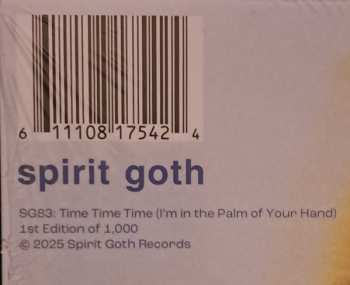 6 11108 17542 4
spirit goth
SG83: Time Time Time (I'm in the Palm of Your Hand)
1st Edition of 1,000
© 2025 Spirit Goth Records